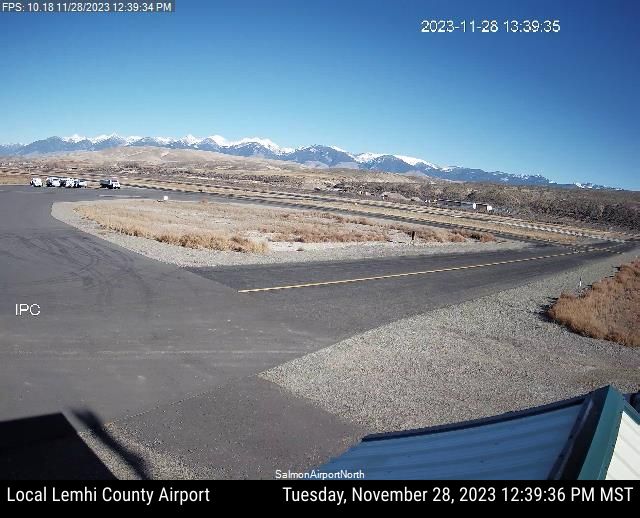 FPS: 10.18 11/28/2023 12:39:34 PM
2023-11-28 13:39:35
IPC
SalmonAirportNorth
Local Lemhi County Airport Tuesday, November 28, 2023 12:39:36 PM MST